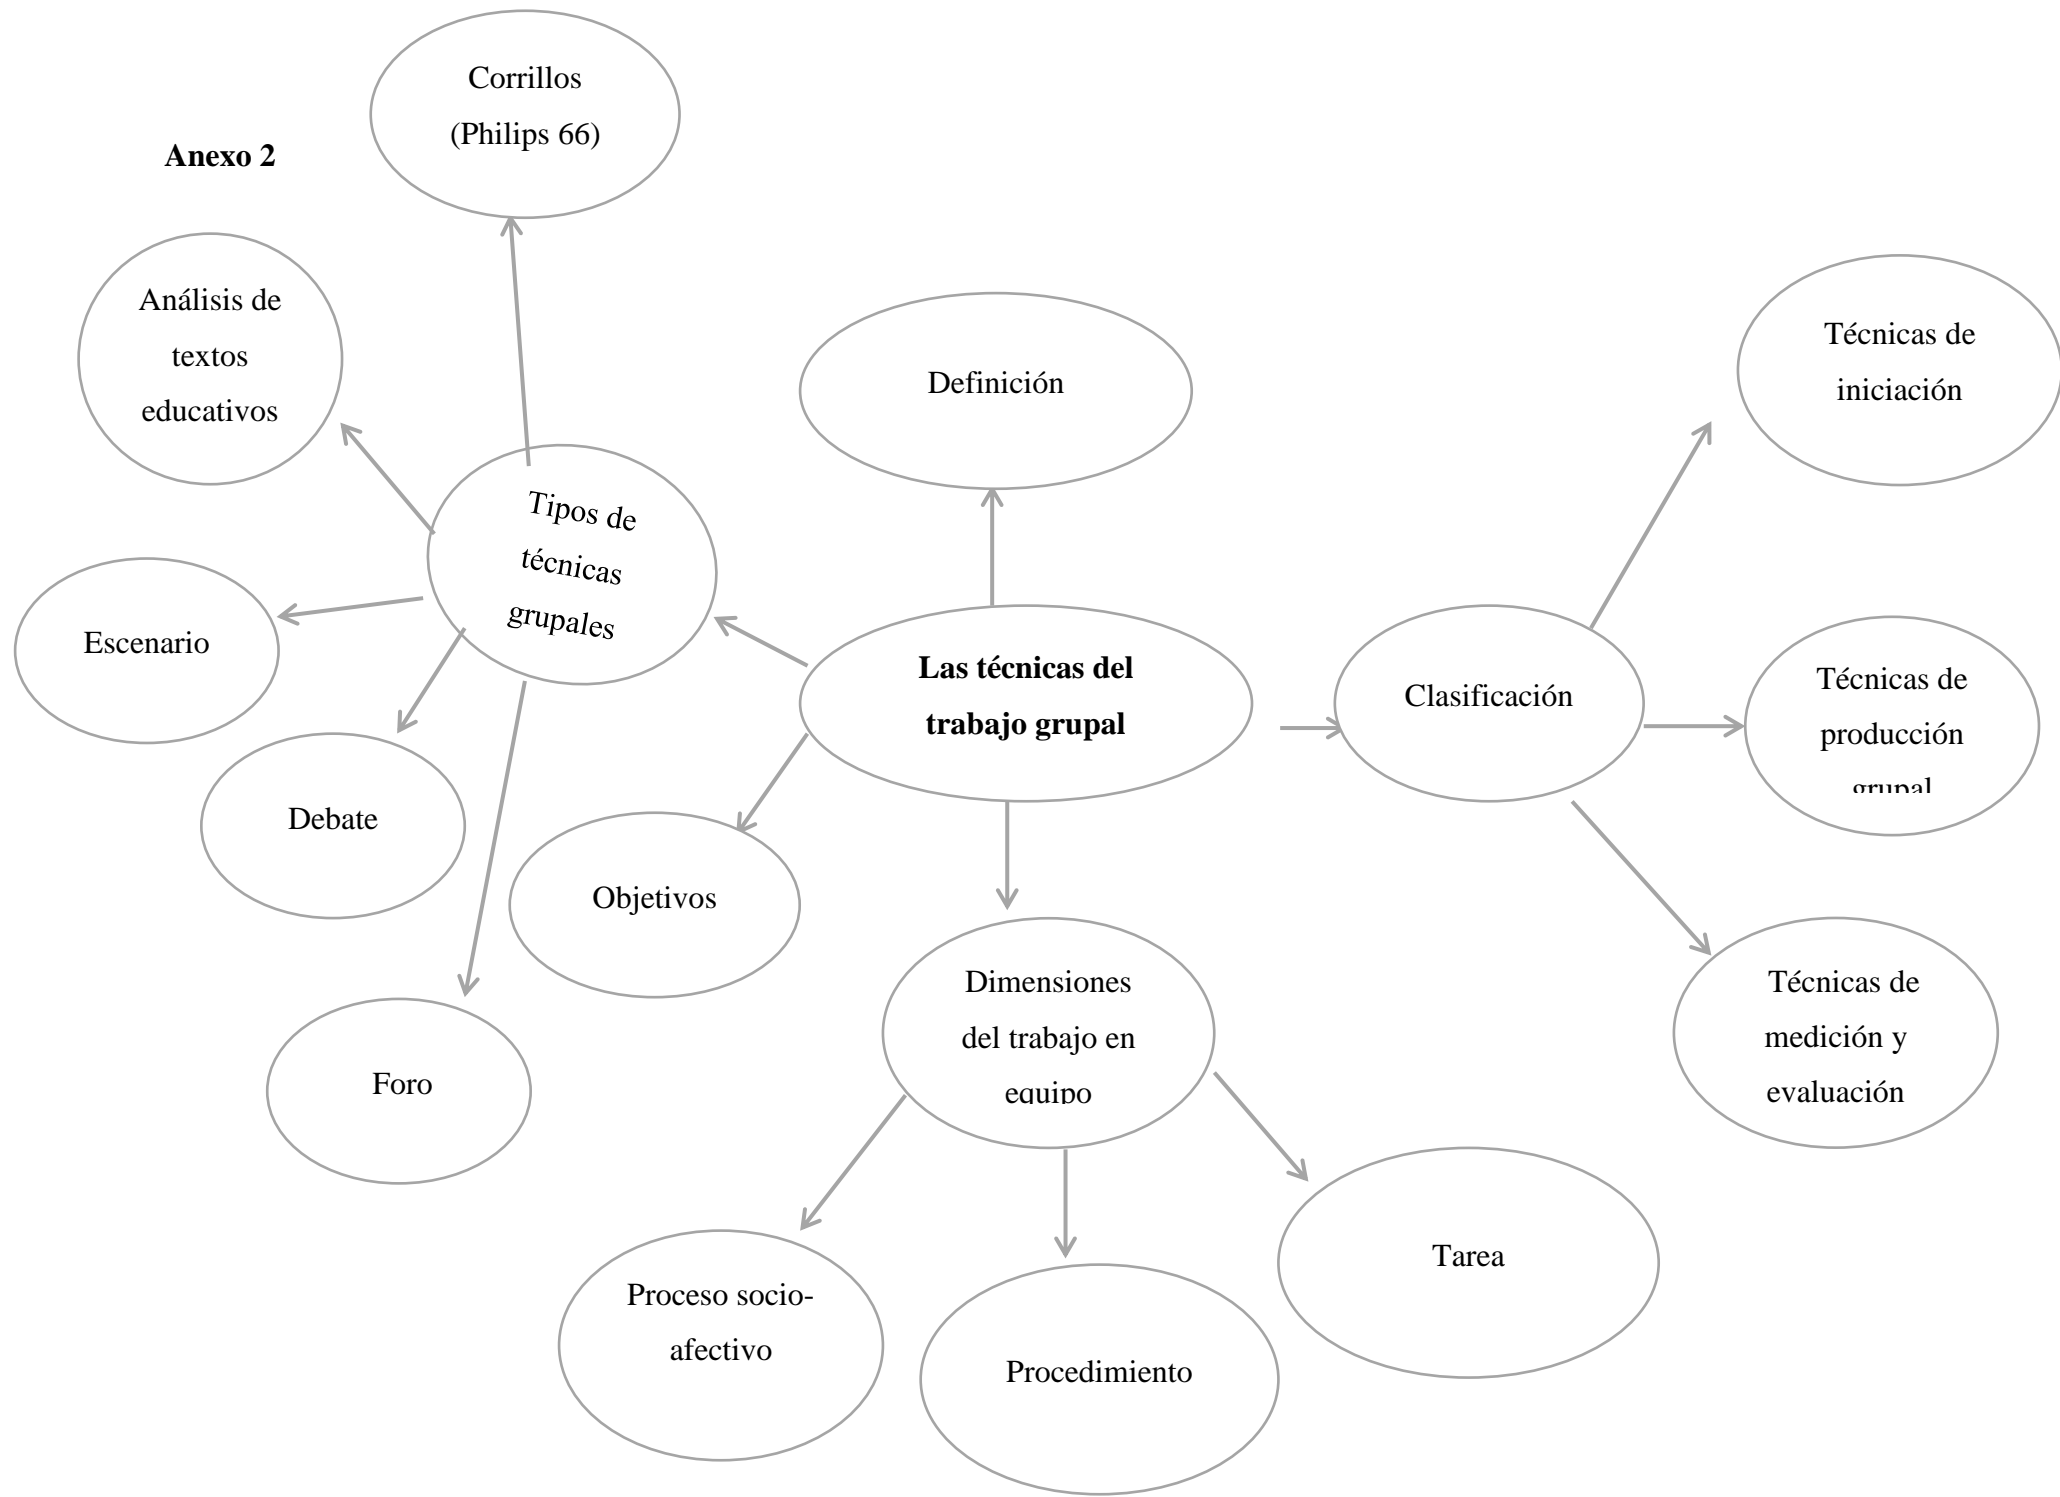 Anexo 2
Corrillos
(Philips 66)
Análisis de
textos
educativos
Escenario
Debate
Foro
Tipos de
técnicas
grupales
Definición
Las técnicas del
trabajo grupal
Objetivos
Dimensiones
del trabajo en
equipo
Proceso socio-
afectivo
Procedimiento
Tarea
Clasificación
Técnicas de
iniciación
Técnicas de
producción
grupal
Técnicas de
medición y
evaluación